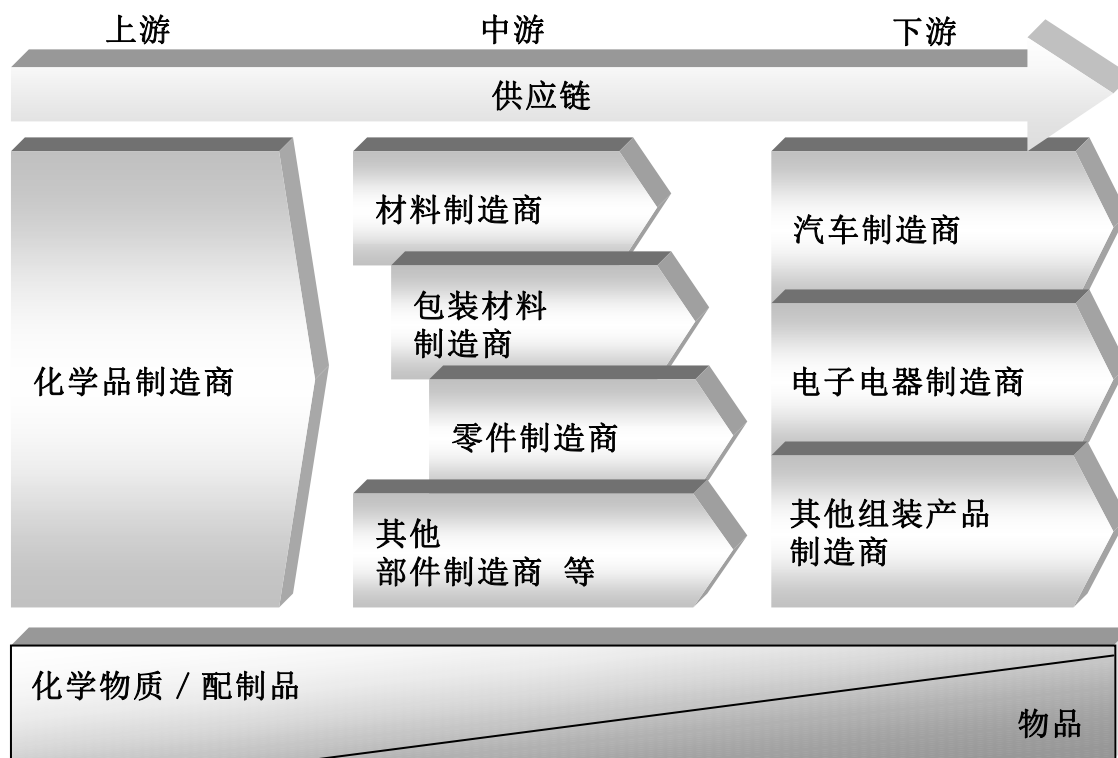 上游
中游
下游
供应链
化学品制造商
材料制造商
包装材料
制造商
零件制造商
其他
部件制造商 等
汽车制造商
电子电器制造商
其他组装产品
制造商
化学物质 / 配制品
物品